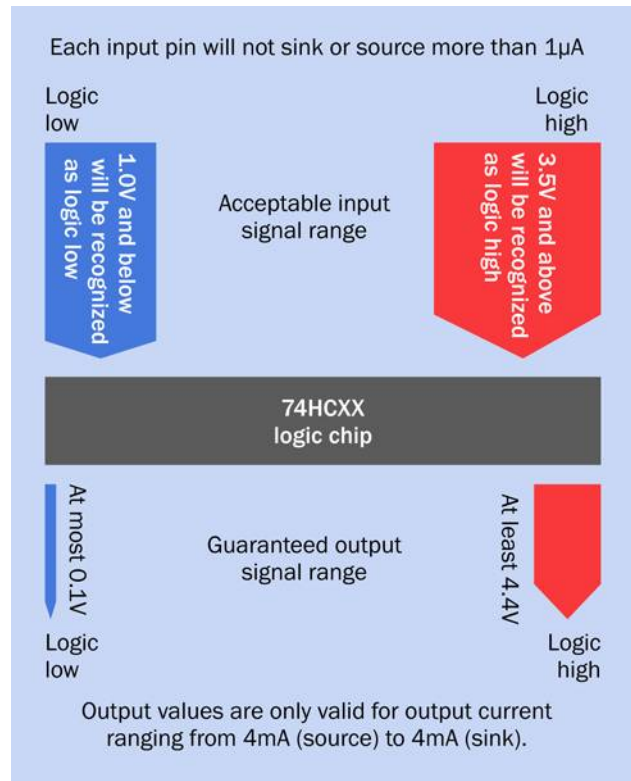 Each input pin will not sink or source more than 1µA
Logic
low
Logic
high
1.0V and below
will be recognized
as logic low
Acceptable input
signal range
3.5V and above
will be recognized
as logic high
74HCXX
logic chip
At most 0.1V
Guaranteed output
signal range
At least 4.4V
Logic
low
Logic
high
Output values are only valid for output current
ranging from 4mA (source) to 4mA (sink).